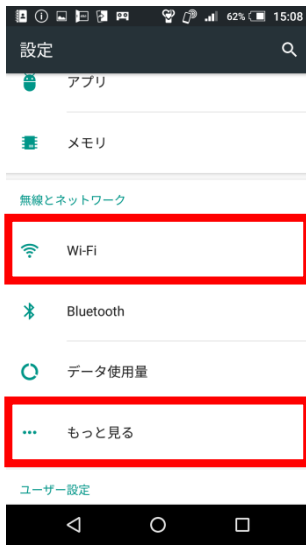 62% 15:08
設定
アプリ
メモリ
無線とネットワーク
Wi-Fi
Bluetooth
データ使用量
もっと見る
ユーザー設定